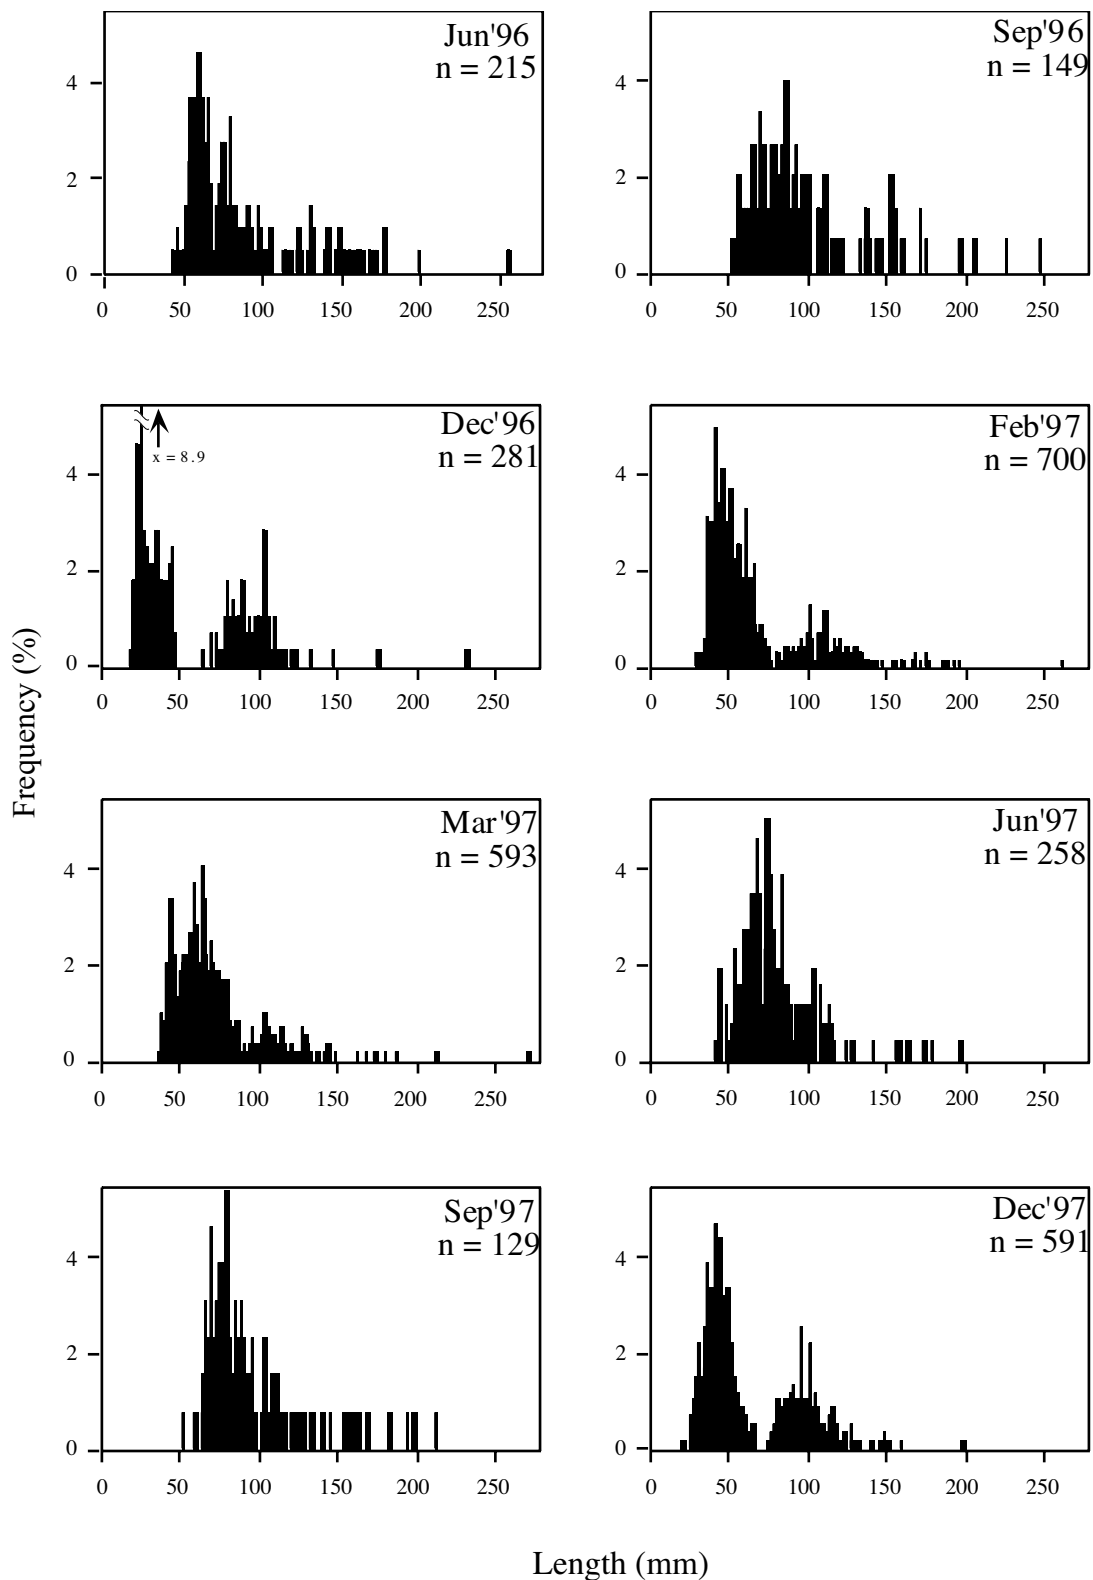 Jun'96
n = 215
4
2
0
0 50 100 150 200 250
Sep'96
n = 149
4
2
0
0 50 100 150 200 250
Dec'96
n = 281
x = 8.9
4
2
0
0 50 100 150 200 250
Feb'97
n = 700
4
2
0
0 50 100 150 200 250
Frequency (%)
Mar'97
n = 593
4
2
0
0 50 100 150 200 250
Jun'97
n = 258
4
2
0
0 50 100 150 200 250
Sep'97
n = 129
4
2
0
0 50 100 150 200 250
Dec'97
n = 591
4
2
0
0 50 100 150 200 250
Length (mm)